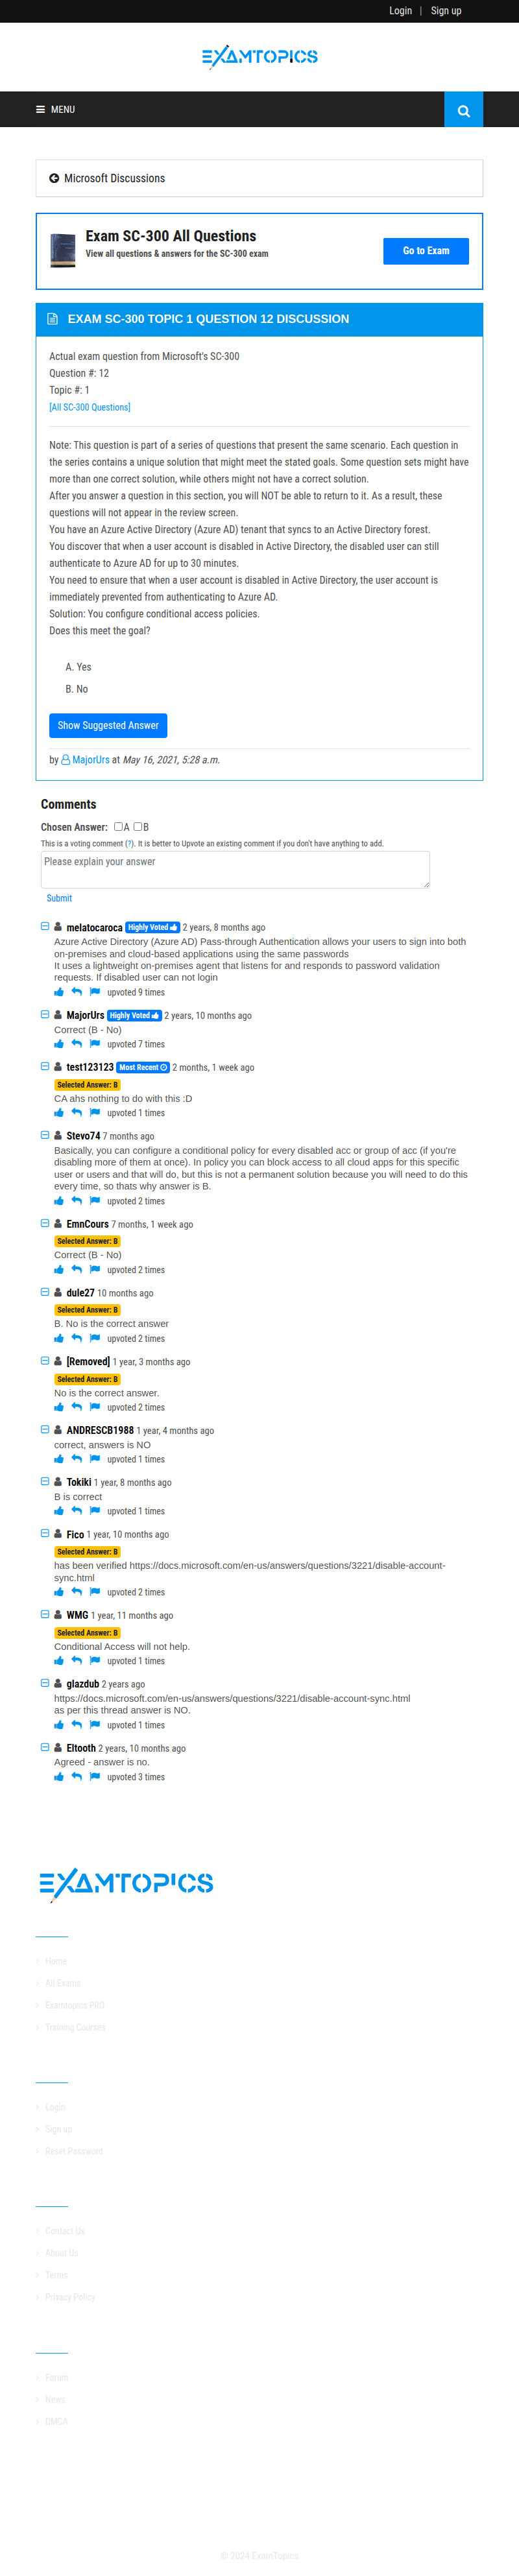 Login | Sign up
EXAMTOPICS
MENU
Microsoft Discussions
Exam SC-300 All Questions
View all questions & answers for the SC-300 exam
Go to Exam
EXAM SC-300 TOPIC 1 QUESTION 12 DISCUSSION
Actual exam question from Microsoft's SC-300
Question #: 12
Topic #: 1
[All SC-300 Questions]
Note: This question is part of a series of questions that present the same scenario. Each question in
the series contains a unique solution that might meet the stated goals. Some question sets might have
more than one correct solution, while others might not have a correct solution.
After you answer a question in this section, you will NOT be able to return to it. As a result, these
questions will not appear in the review screen.
You have an Azure Active Directory (Azure AD) tenant that syncs to an Active Directory forest.
You discover that when a user account is disabled in Active Directory, the disabled user can still
authenticate to Azure AD for up to 30 minutes.
You need to ensure that when a user account is disabled in Active Directory, the user account is
immediately prevented from authenticating to Azure AD.
Solution: You configure conditional access policies.
Does this meet the goal?
A. Yes
B. No
Show Suggested Answer
by MajorUrs at May 16, 2021, 5:28 a.m.
Comments
Chosen Answer: A B
This is a voting comment (?). It is better to Upvote an existing comment if you don't have anything to add.
Please explain your answer
Submit
melatocaroca Highly Voted 2 years, 8 months ago
Azure Active Directory (Azure AD) Pass-through Authentication allows your users to sign into both
on-premises and cloud-based applications using the same passwords
It uses a lightweight on-premises agent that listens for and responds to password validation
requests. If disabled user can not login
upvoted 9 times
MajorUrs Highly Voted 2 years, 10 months ago
Correct (B - No)
upvoted 7 times
test123123 Most Recent 2 months, 1 week ago
Selected Answer: B
CA ahs nothing to do with this :D
upvoted 1 times
Stevo74 7 months ago
Basically, you can configure a conditional policy for every disabled acc or group of acc (if you're
disabling more of them at once). In policy you can block access to all cloud apps for this specific
user or users and that will do, but this is not a permanent solution because you will need to do this
every time, so thats why answer is B.
upvoted 2 times
EmnCours 7 months, 1 week ago
Selected Answer: B
Correct (B - No)
upvoted 2 times
dule27 10 months ago
Selected Answer: B
B. No is the correct answer
upvoted 2 times
[Removed] 1 year, 3 months ago
Selected Answer: B
No is the correct answer.
upvoted 2 times
ANDRESCB1988 1 year, 4 months ago
correct, answers is NO
upvoted 1 times
Tokiki 1 year, 8 months ago
B is correct
upvoted 1 times
Fico 1 year, 10 months ago
Selected Answer: B
has been verified https://docs.microsoft.com/en-us/answers/questions/3221/disable-account-
sync.html
upvoted 2 times
WMG 1 year, 11 months ago
Selected Answer: B
Conditional Access will not help.
upvoted 1 times
glazdub 2 years ago
https://docs.microsoft.com/en-us/answers/questions/3221/disable-account-sync.html
as per this thread answer is NO.
upvoted 1 times
Eltooth 2 years, 10 months ago
Agreed - answer is no.
upvoted 3 times
EXAMTOPICS
Home
All Exams
Examtopics PRO
Training Courses
Login
Sign up
Reset Password
Contact Us
About Us
Terms
Privacy Policy
Forum
News
DMCA
© 2024 ExamTopics